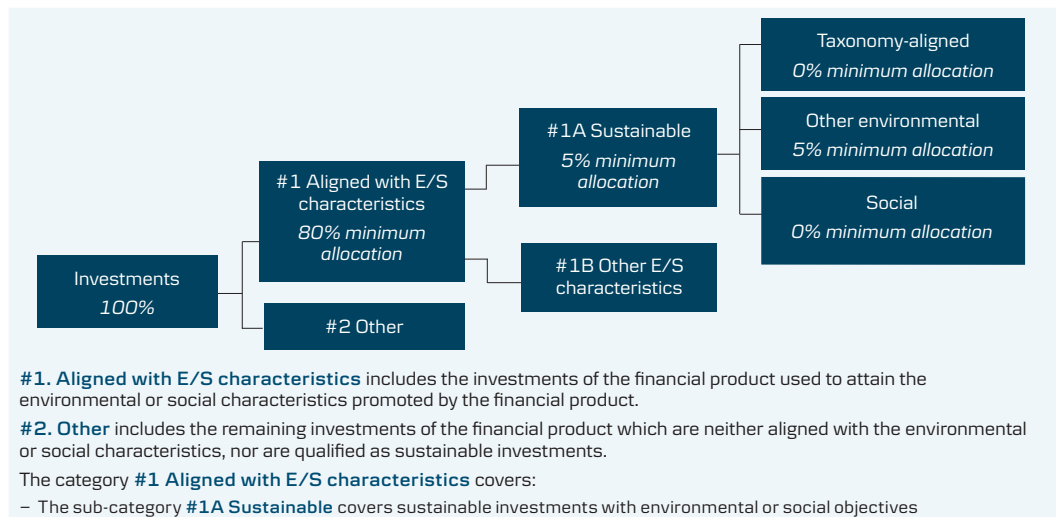 Taxonomy-aligned
0% minimum allocation
Other environmental
5% minimum allocation
Social
0% minimum allocation
#1A Sustainable
5% minimum
allocation
#1B Other E/S
characteristics
#1 Aligned with E/S
characteristics
80% minimum
allocation
#2 Other
Investments
100%
#1. Aligned with E/S characteristics includes the investments of the financial product used to attain the
environmental or social characteristics promoted by the financial product.
#2. Other includes the remaining investments of the financial product which are neither aligned with the environmental
or social characteristics, nor are qualified as sustainable investments.
The category #1 Aligned with E/S characteristics covers:
– The sub-category #1A Sustainable covers sustainable investments with environmental or social objectives